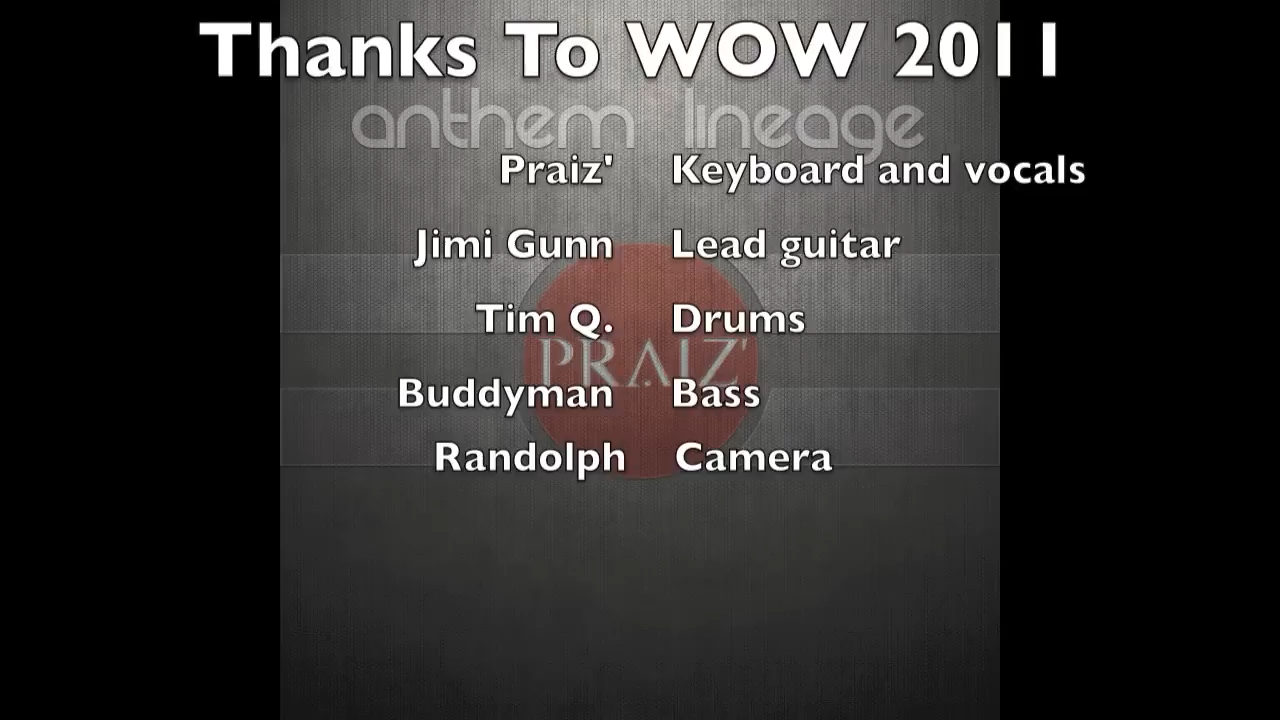 Thanks To WOW 2011
anthem lineage
Praiz' Keyboard and vocals
Jimi Gunn Lead guitar
Tim Q. Drums
PRAIZ'
Buddyman Bass
Randolph Camera